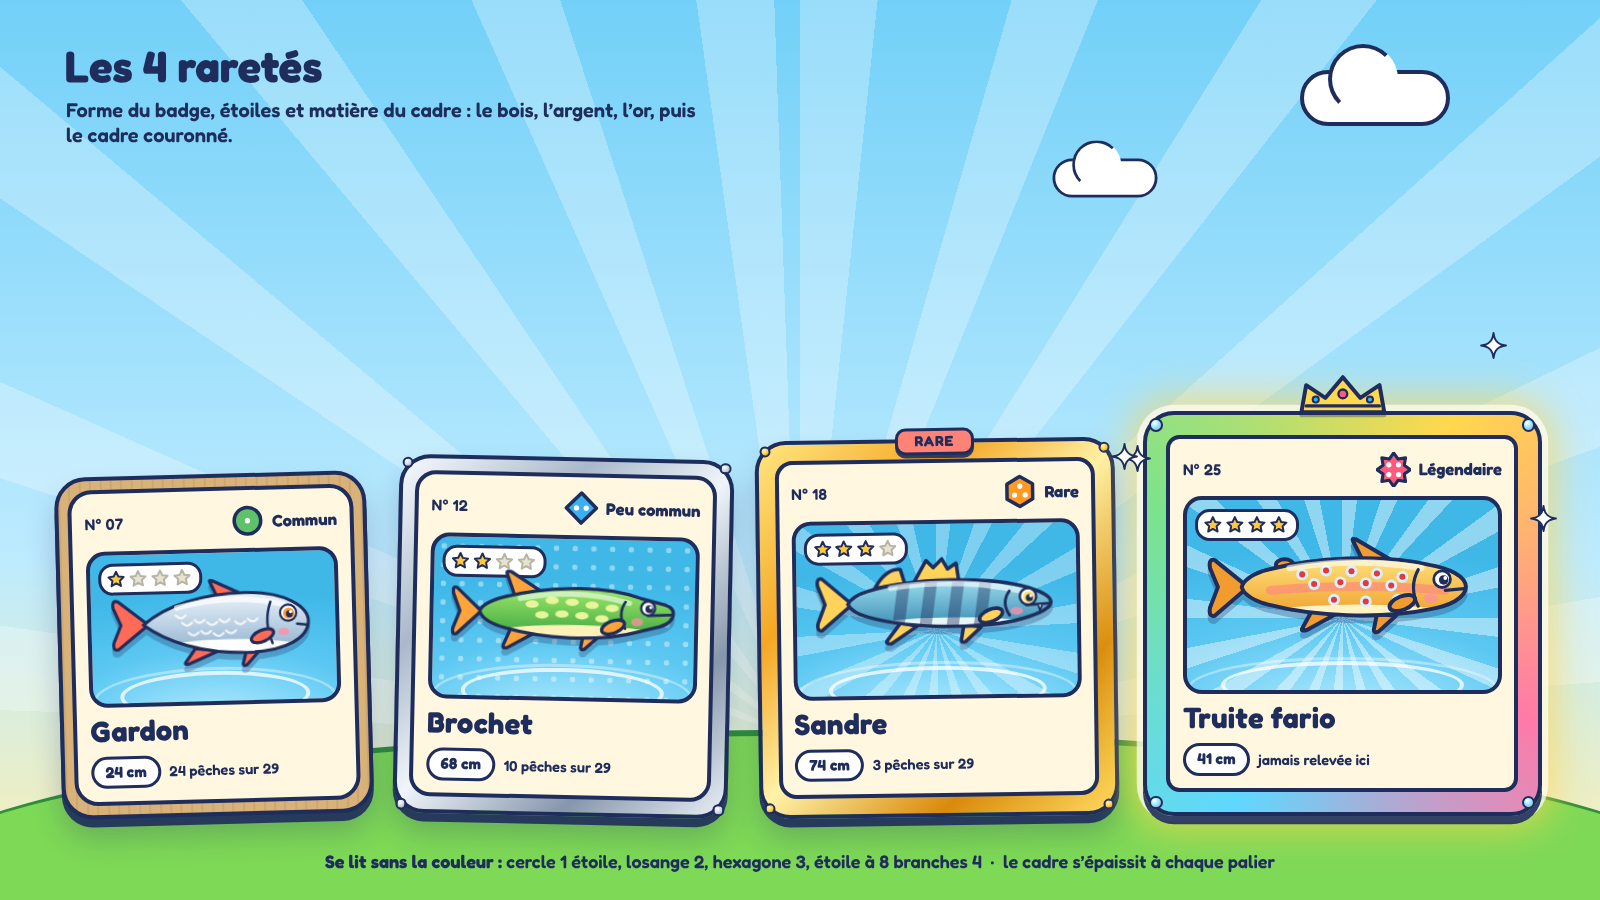 Les 4 raretés
Forme du badge, étoiles et matière du cadre : le bois, l’argent, l’or, puis
le cadre couronné.
N° 07
Commun
Gardon
24 cm
24 pêches sur 29
N° 12
Peu commun
Brochet
68 cm
10 pêches sur 29
RARE
N° 18
Rare
Sandre
74 cm
3 pêches sur 29
N° 25
Légendaire
Truite fario
41 cm
jamais relevée ici
Se lit sans la couleur : cercle 1 étoile, losange 2, hexagone 3, étoile à 8 branches 4 · le cadre s’épaissit à chaque palier